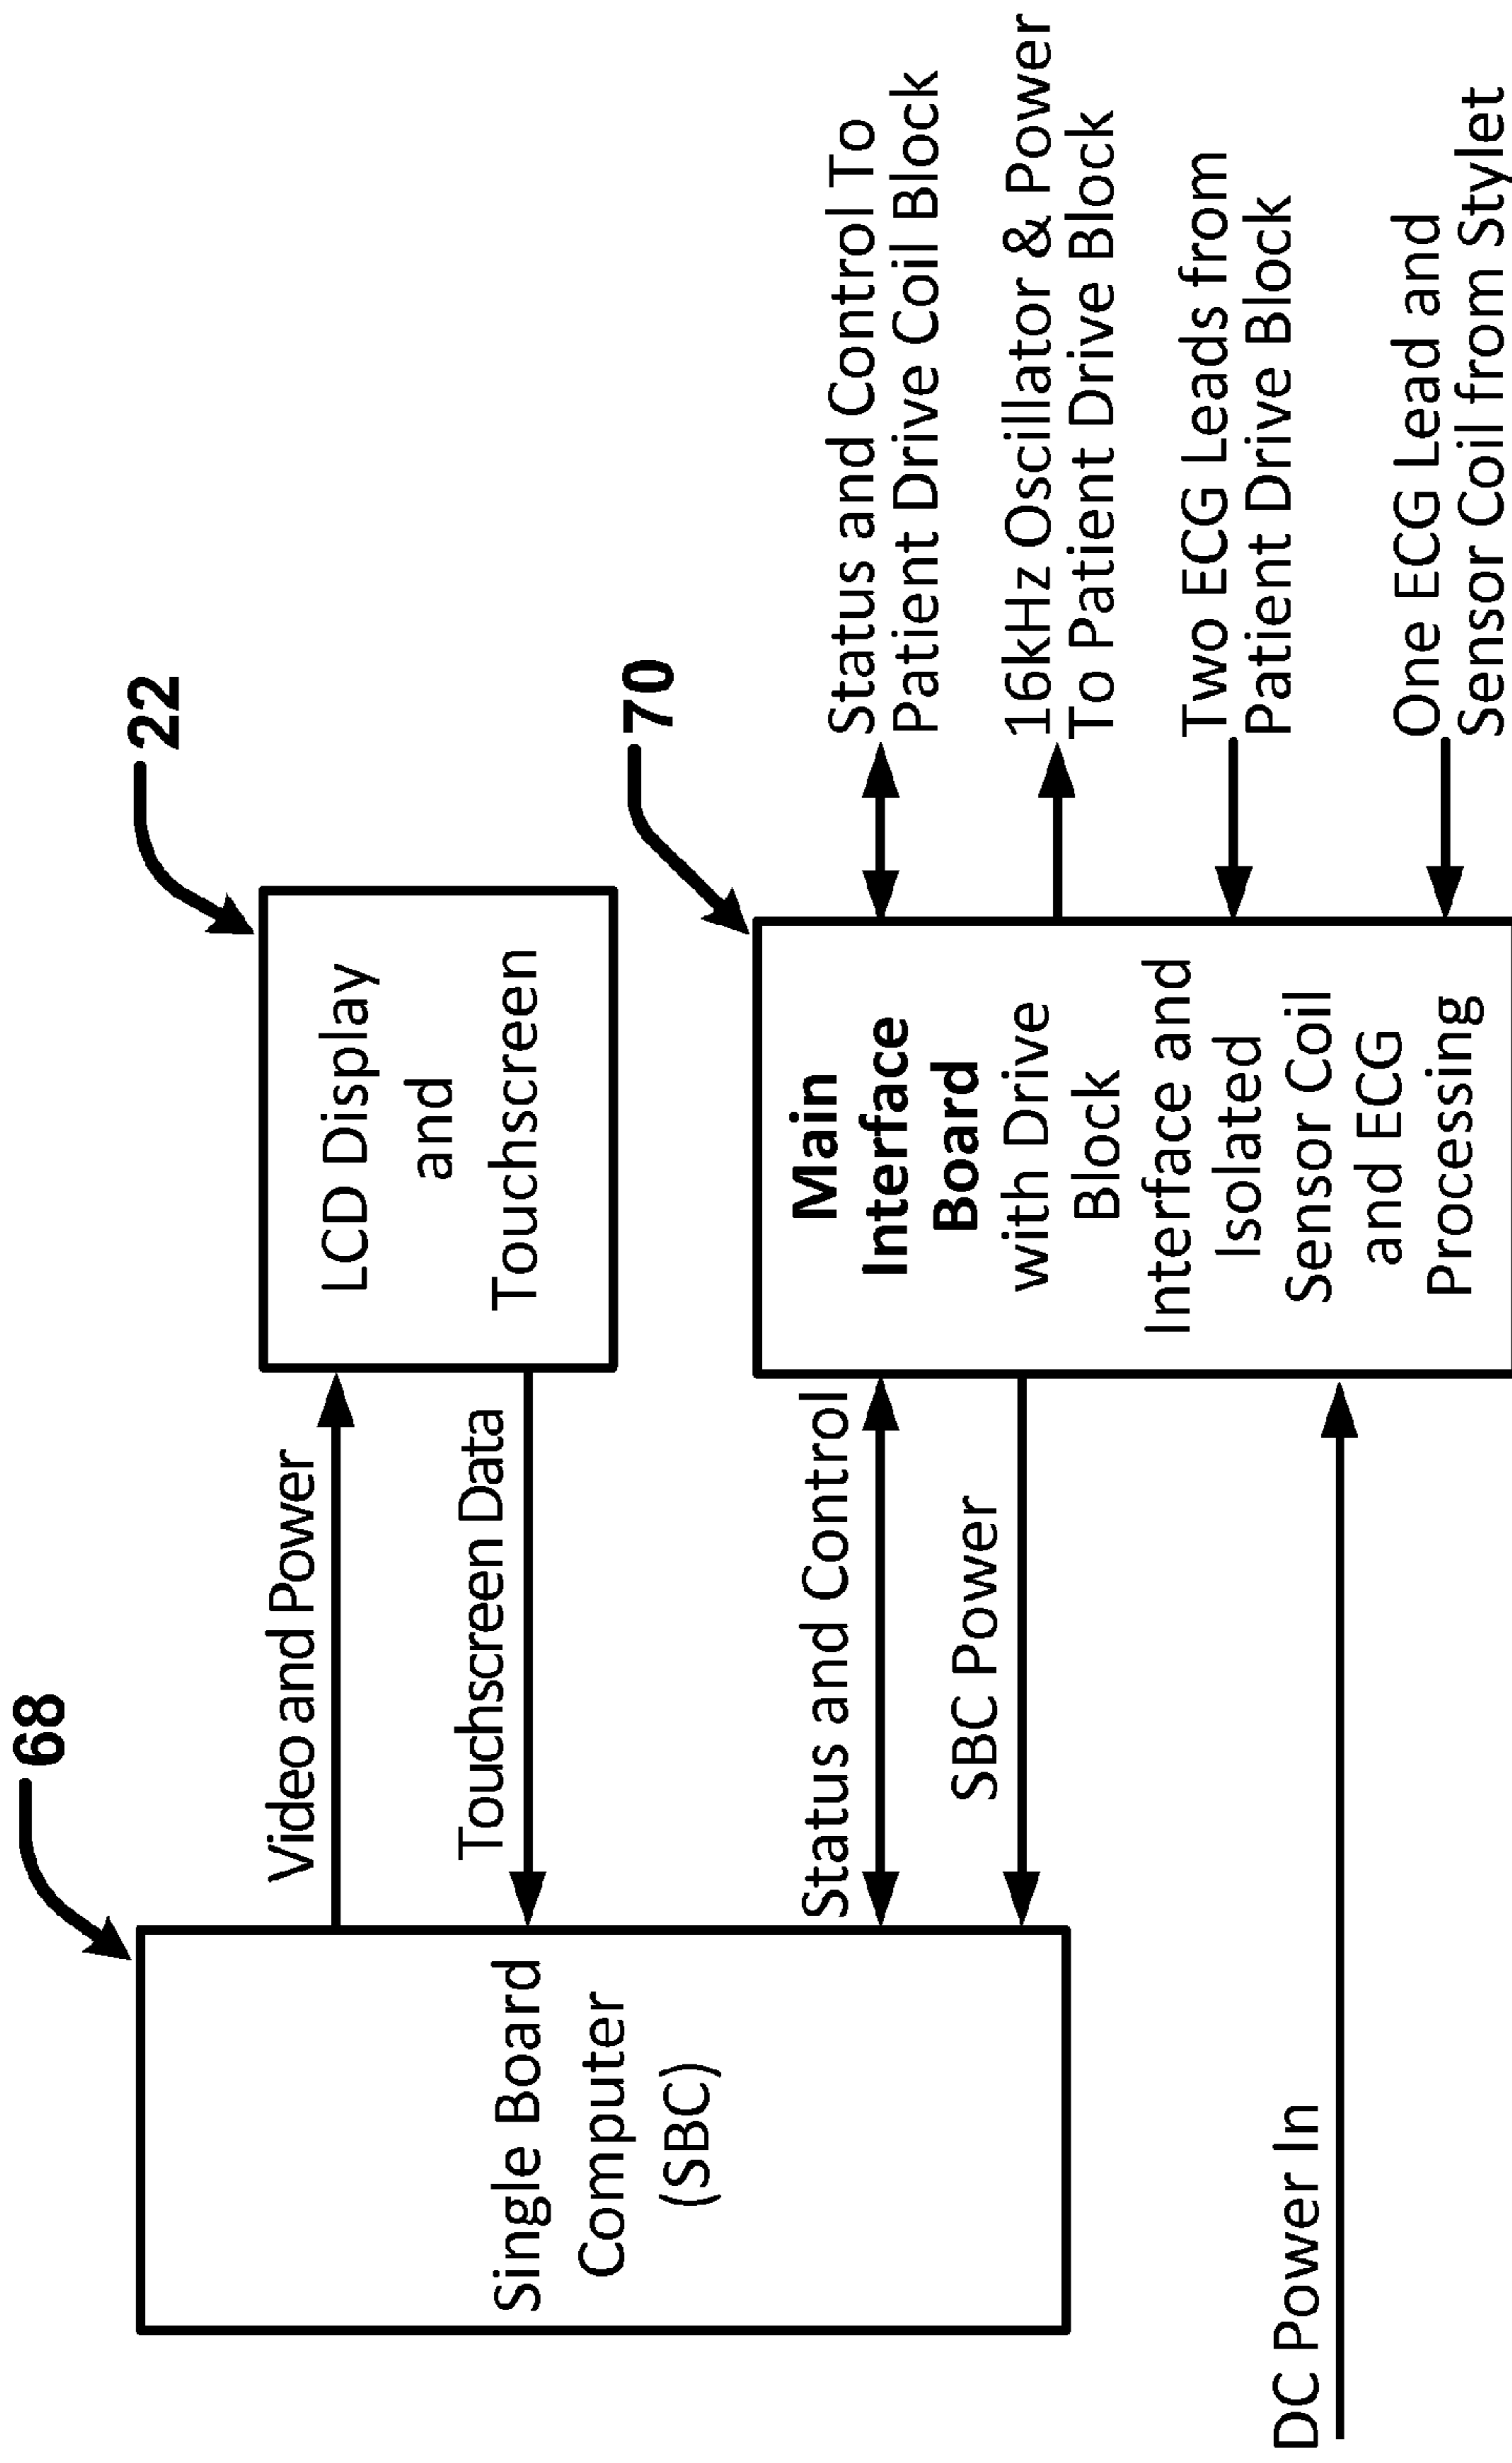 68
22
Video and Power
LCD Display
and
Touchscreen
Touchscreen Data
Single Board
Computer
(SBC)
70
Status and Control
SBC Power
DC Power In
Main
Interface
Board
with Drive
Block
Interface and
Isolated
Sensor Coil
and ECG
Processing
Status and Control To
Patient Drive Coil Block
16kHz Oscillator & Power
To Patient Drive Block
Two ECG Leads from
Patient Drive Block
One ECG Lead and
Sensor Coil from Stylet